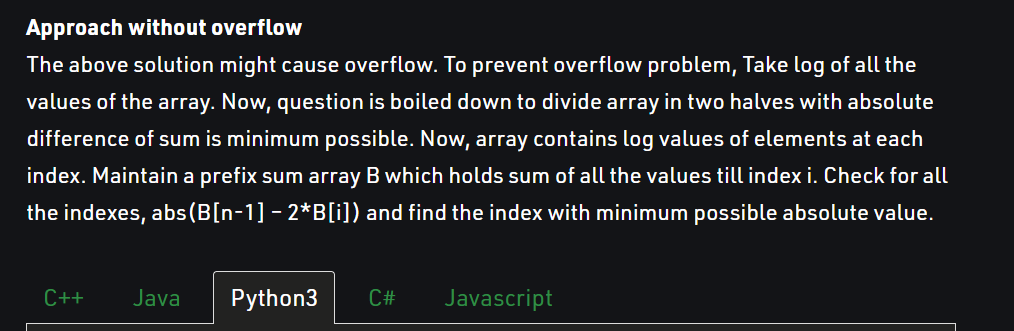 Approach without overflow
The above solution might cause overflow. To prevent overflow problem, Take log of all the
values of the array. Now, question is boiled down to divide array in two halves with absolute
difference of sum is minimum possible. Now, array contains log values of elements at each
index. Maintain a prefix sum array B which holds sum of all the values till index i. Check for all
the indexes, abs(B[n-1] – 2*B[i]) and find the index with minimum possible absolute value.
C++ Java Python3 C# Javascript